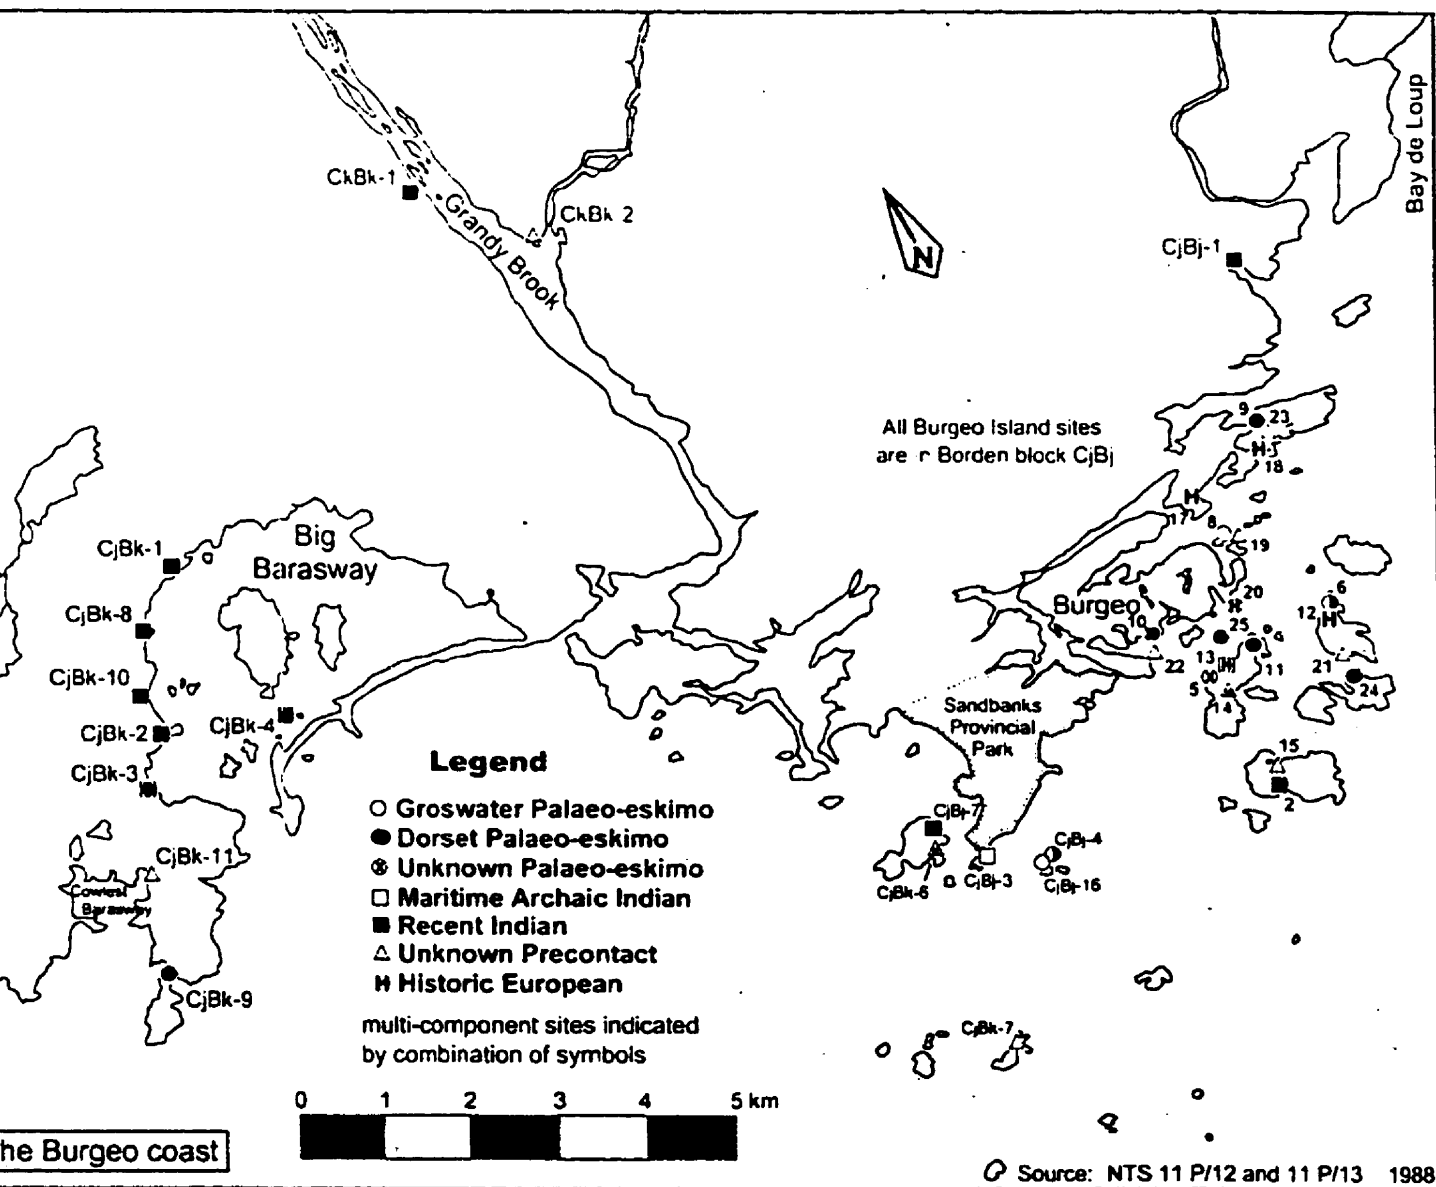 Bay de Loup
CkBk-1
CkBk-2
Grandy Brook
N
CjBj-1
All Burgeo Island sites
are in Borden block CjBj
9
23
18
17
8
19
Big
Barasway
CjBk-1
CjBk-8
CjBk-10
CjBk-2
CjBk-3
CjBk-4
CjBk-11
Barasway
CjBk-9
Burgeo
10
22
20
25
13
11
5
14
6
12
21
24
15
2
Sandbanks
Provincial
Park
CjBj-7
CjBk-6
CjBj-3
CjBj-4
CjBj-16
CjBk-7
Legend
Groswater Palaeo-eskimo
Dorset Palaeo-eskimo
Unknown Palaeo-eskimo
Maritime Archaic Indian
Recent Indian
Unknown Precontact
H Historic European
multi-component sites indicated
by combination of symbols
0 1 2 3 4 5 km
he Burgeo coast
Source: NTS 11 P/12 and 11 P/13 1988